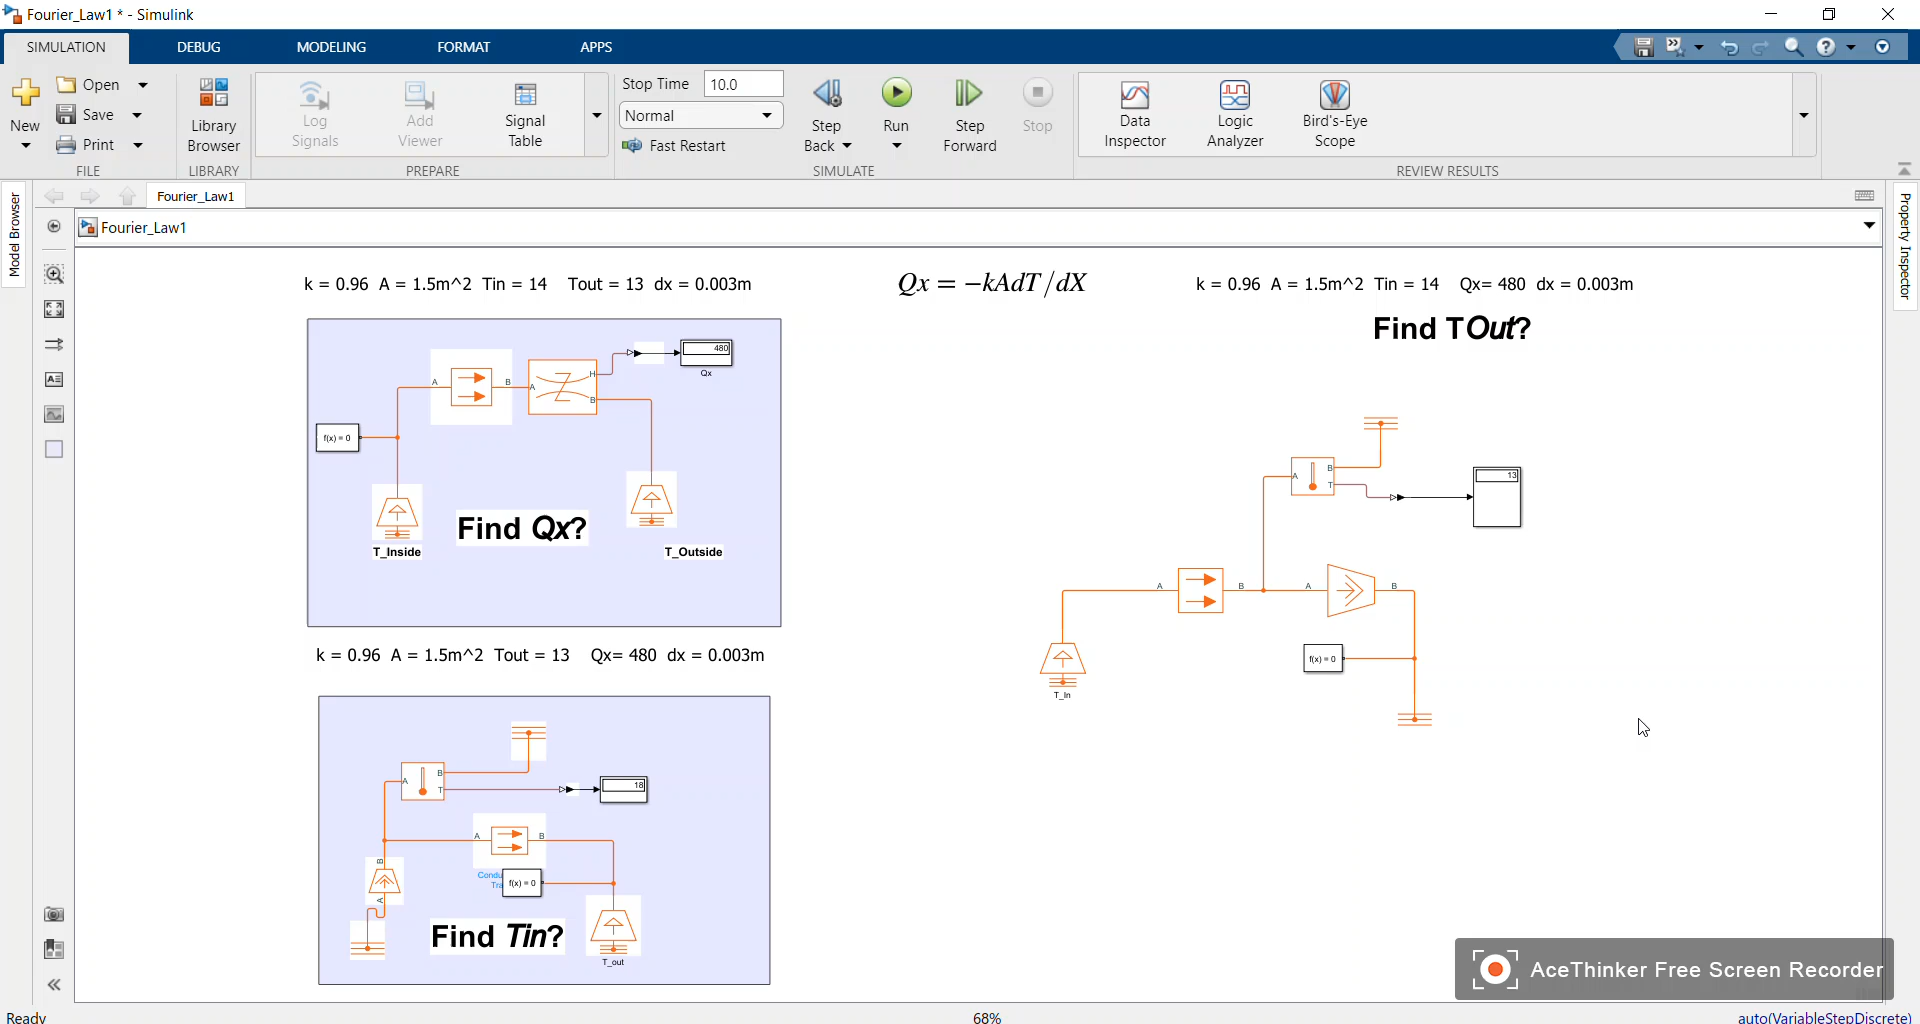 Fourier_Law1 * - Simulink
SIMULATION
DEBUG
MODELING
FORMAT
APPS
New
Open
Save
Print
FILE
Library
Browser
LIBRARY
Log
Signals
Add
Viewer
Signal
Table
PREPARE
Stop Time
10.0
Normal
Fast Restart
Step
Back
Run
Step
Forward
Stop
SIMULATE
Data
Inspector
Logic
Analyzer
Bird's-Eye
Scope
REVIEW RESULTS
Model Browser
Fourier_Law1
Fourier_Law1
Property Inspector
k = 0.96 A = 1.5m^2 Tin = 14 Tout = 13 dx = 0.003m
Qx = −kAdT/dX
k = 0.96 A = 1.5m^2 Tin = 14 Qx= 480 dx = 0.003m
Find TOut?
A
B
A
H
B
480
Qx
f(x) = 0
T_Inside
Find Qx?
T_Outside
k = 0.96 A = 1.5m^2 Tout = 13 Qx= 480 dx = 0.003m
A
B
T
18
A
B
B
A
Condu
Tra
f(x) = 0
Find Tin?
T_out
A
B
T
13
A
B
A
B
f(x) = 0
T_In
AceThinker Free Screen Recorder
Ready
68%
auto(VariableStepDiscrete)